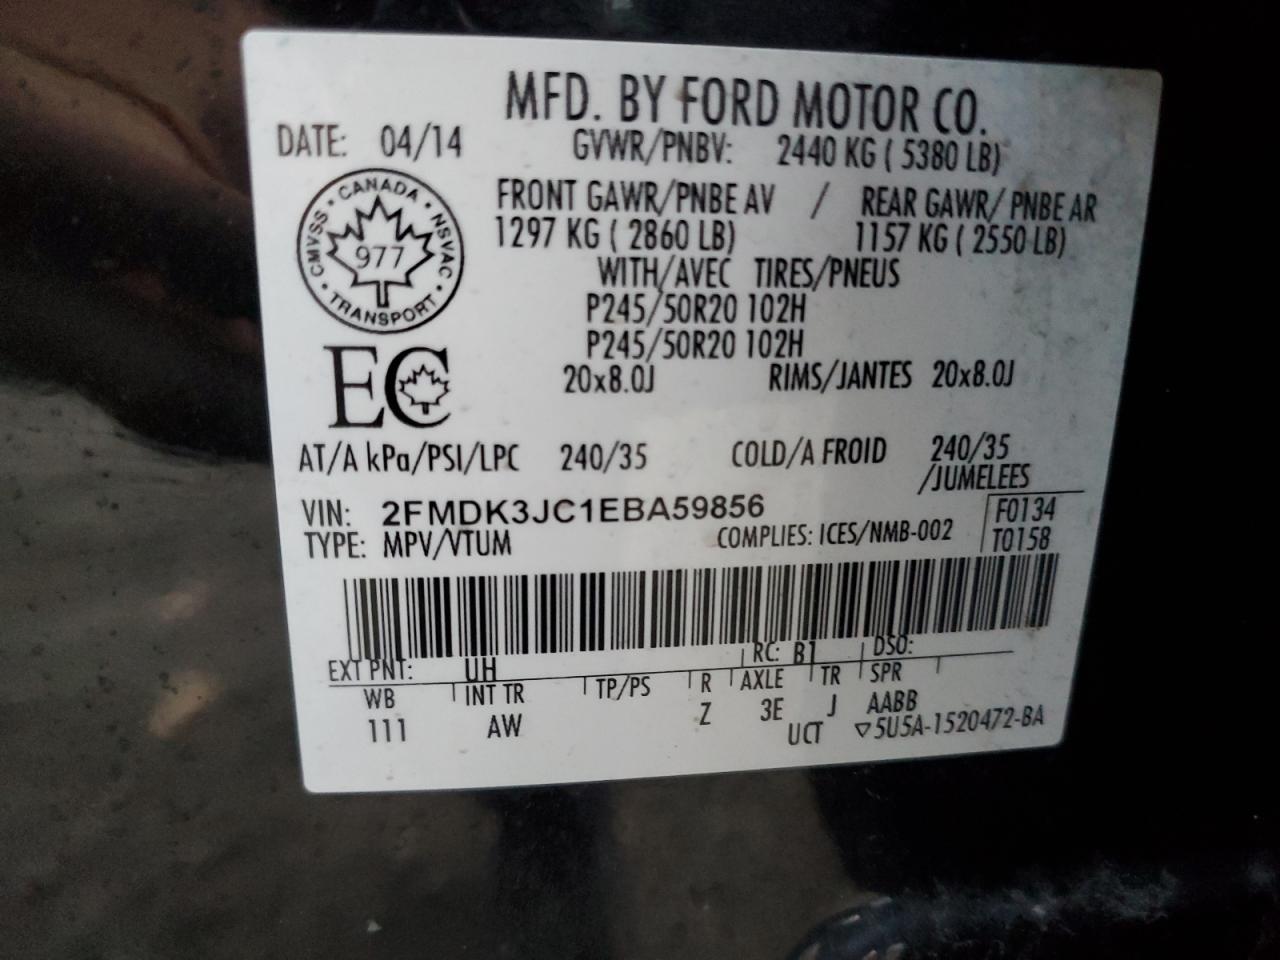 MFD. BY FORD MOTOR CO.
DATE: 04/14 GVWR/PNBV: 2440 KG ( 5380 LB)
FRONT GAWR/PNBE AV / REAR GAWR/ PNBE AR
1297 KG ( 2860 LB) 1157 KG ( 2550 LB)
CANADA · NSVAC · TRANSPORT · CMVSS ·
977
WITH/AVEC TIRES/PNEUS
P245/50R20 102H
P245/50R20 102H
EC
20x8.0J RIMS/JANTES 20x8.0J
AT/A kPa/PSI/LPC 240/35 COLD/A FROID 240/35
/JUMELEES
VIN: 2FMDK3JC1EBA59856 F0134
TYPE: MPV/VTUM COMPLIES: ICES/NMB-002 T0158
EXT PNT: UH RC: B1 DSO:
WB INT TR TP/PS R AXLE TR SPR
111 AW Z 3E J AABB
UCT ▽5U5A-1520472-BA